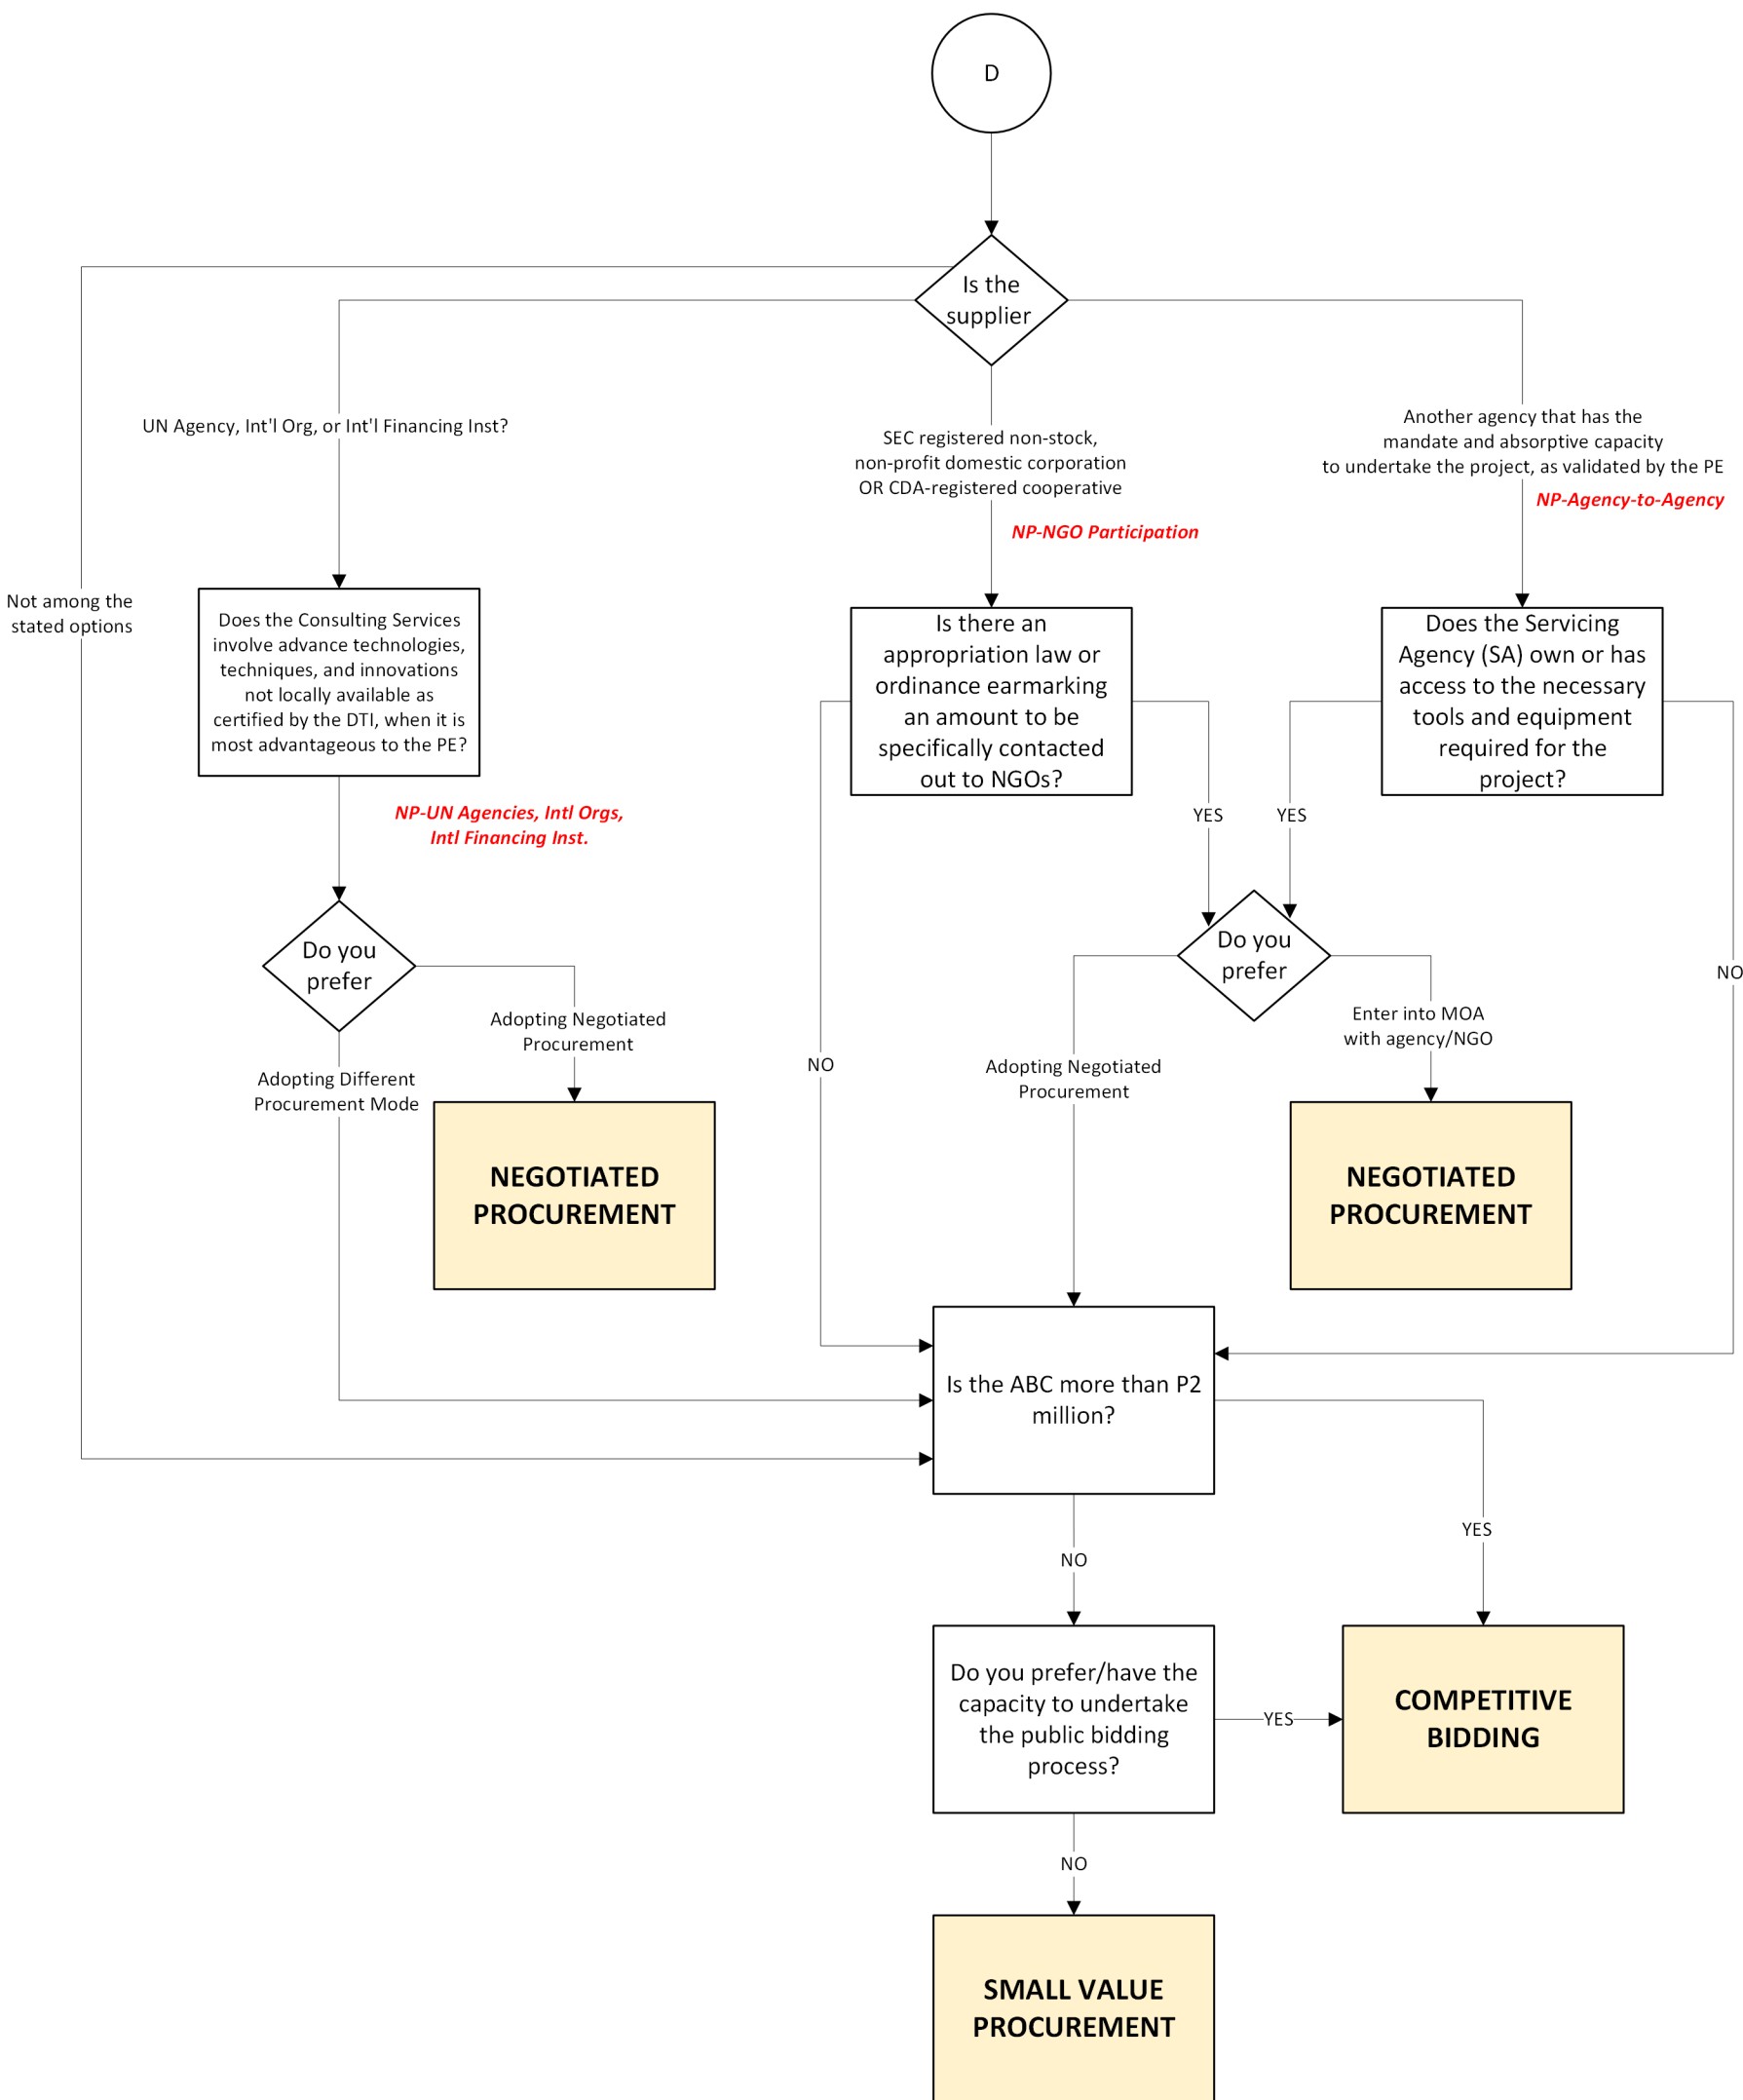 D
Is the
supplier
UN Agency, Int'l Org, or Int'l Financing Inst?
SEC registered non-stock,
non-profit domestic corporation
OR CDA-registered cooperative
Another agency that has the
mandate and absorptive capacity
to undertake the project, as validated by the PE
NP-Agency-to-Agency
NP-NGO Participation
Not among the
stated options
Does the Consulting Services
involve advance technologies,
techniques, and innovations
not locally available as
certified by the DTI, when it is
most advantageous to the PE?
Is there an
appropriation law or
ordinance earmarking
an amount to be
specifically contacted
out to NGOs?
Does the Servicing
Agency (SA) own or has
access to the necessary
tools and equipment
required for the
project?
NP-UN Agencies, Intl Orgs,
Intl Financing Inst.
YES
YES
Do you
prefer
Do you
prefer
NO
Adopting Negotiated
Procurement
Enter into MOA
with agency/NGO
NO
Adopting Different
Procurement Mode
Adopting Negotiated
Procurement
NEGOTIATED
PROCUREMENT
NEGOTIATED
PROCUREMENT
Is the ABC more than P2
million?
YES
NO
Do you prefer/have the
capacity to undertake
the public bidding
process?
YES
COMPETITIVE
BIDDING
NO
SMALL VALUE
PROCUREMENT